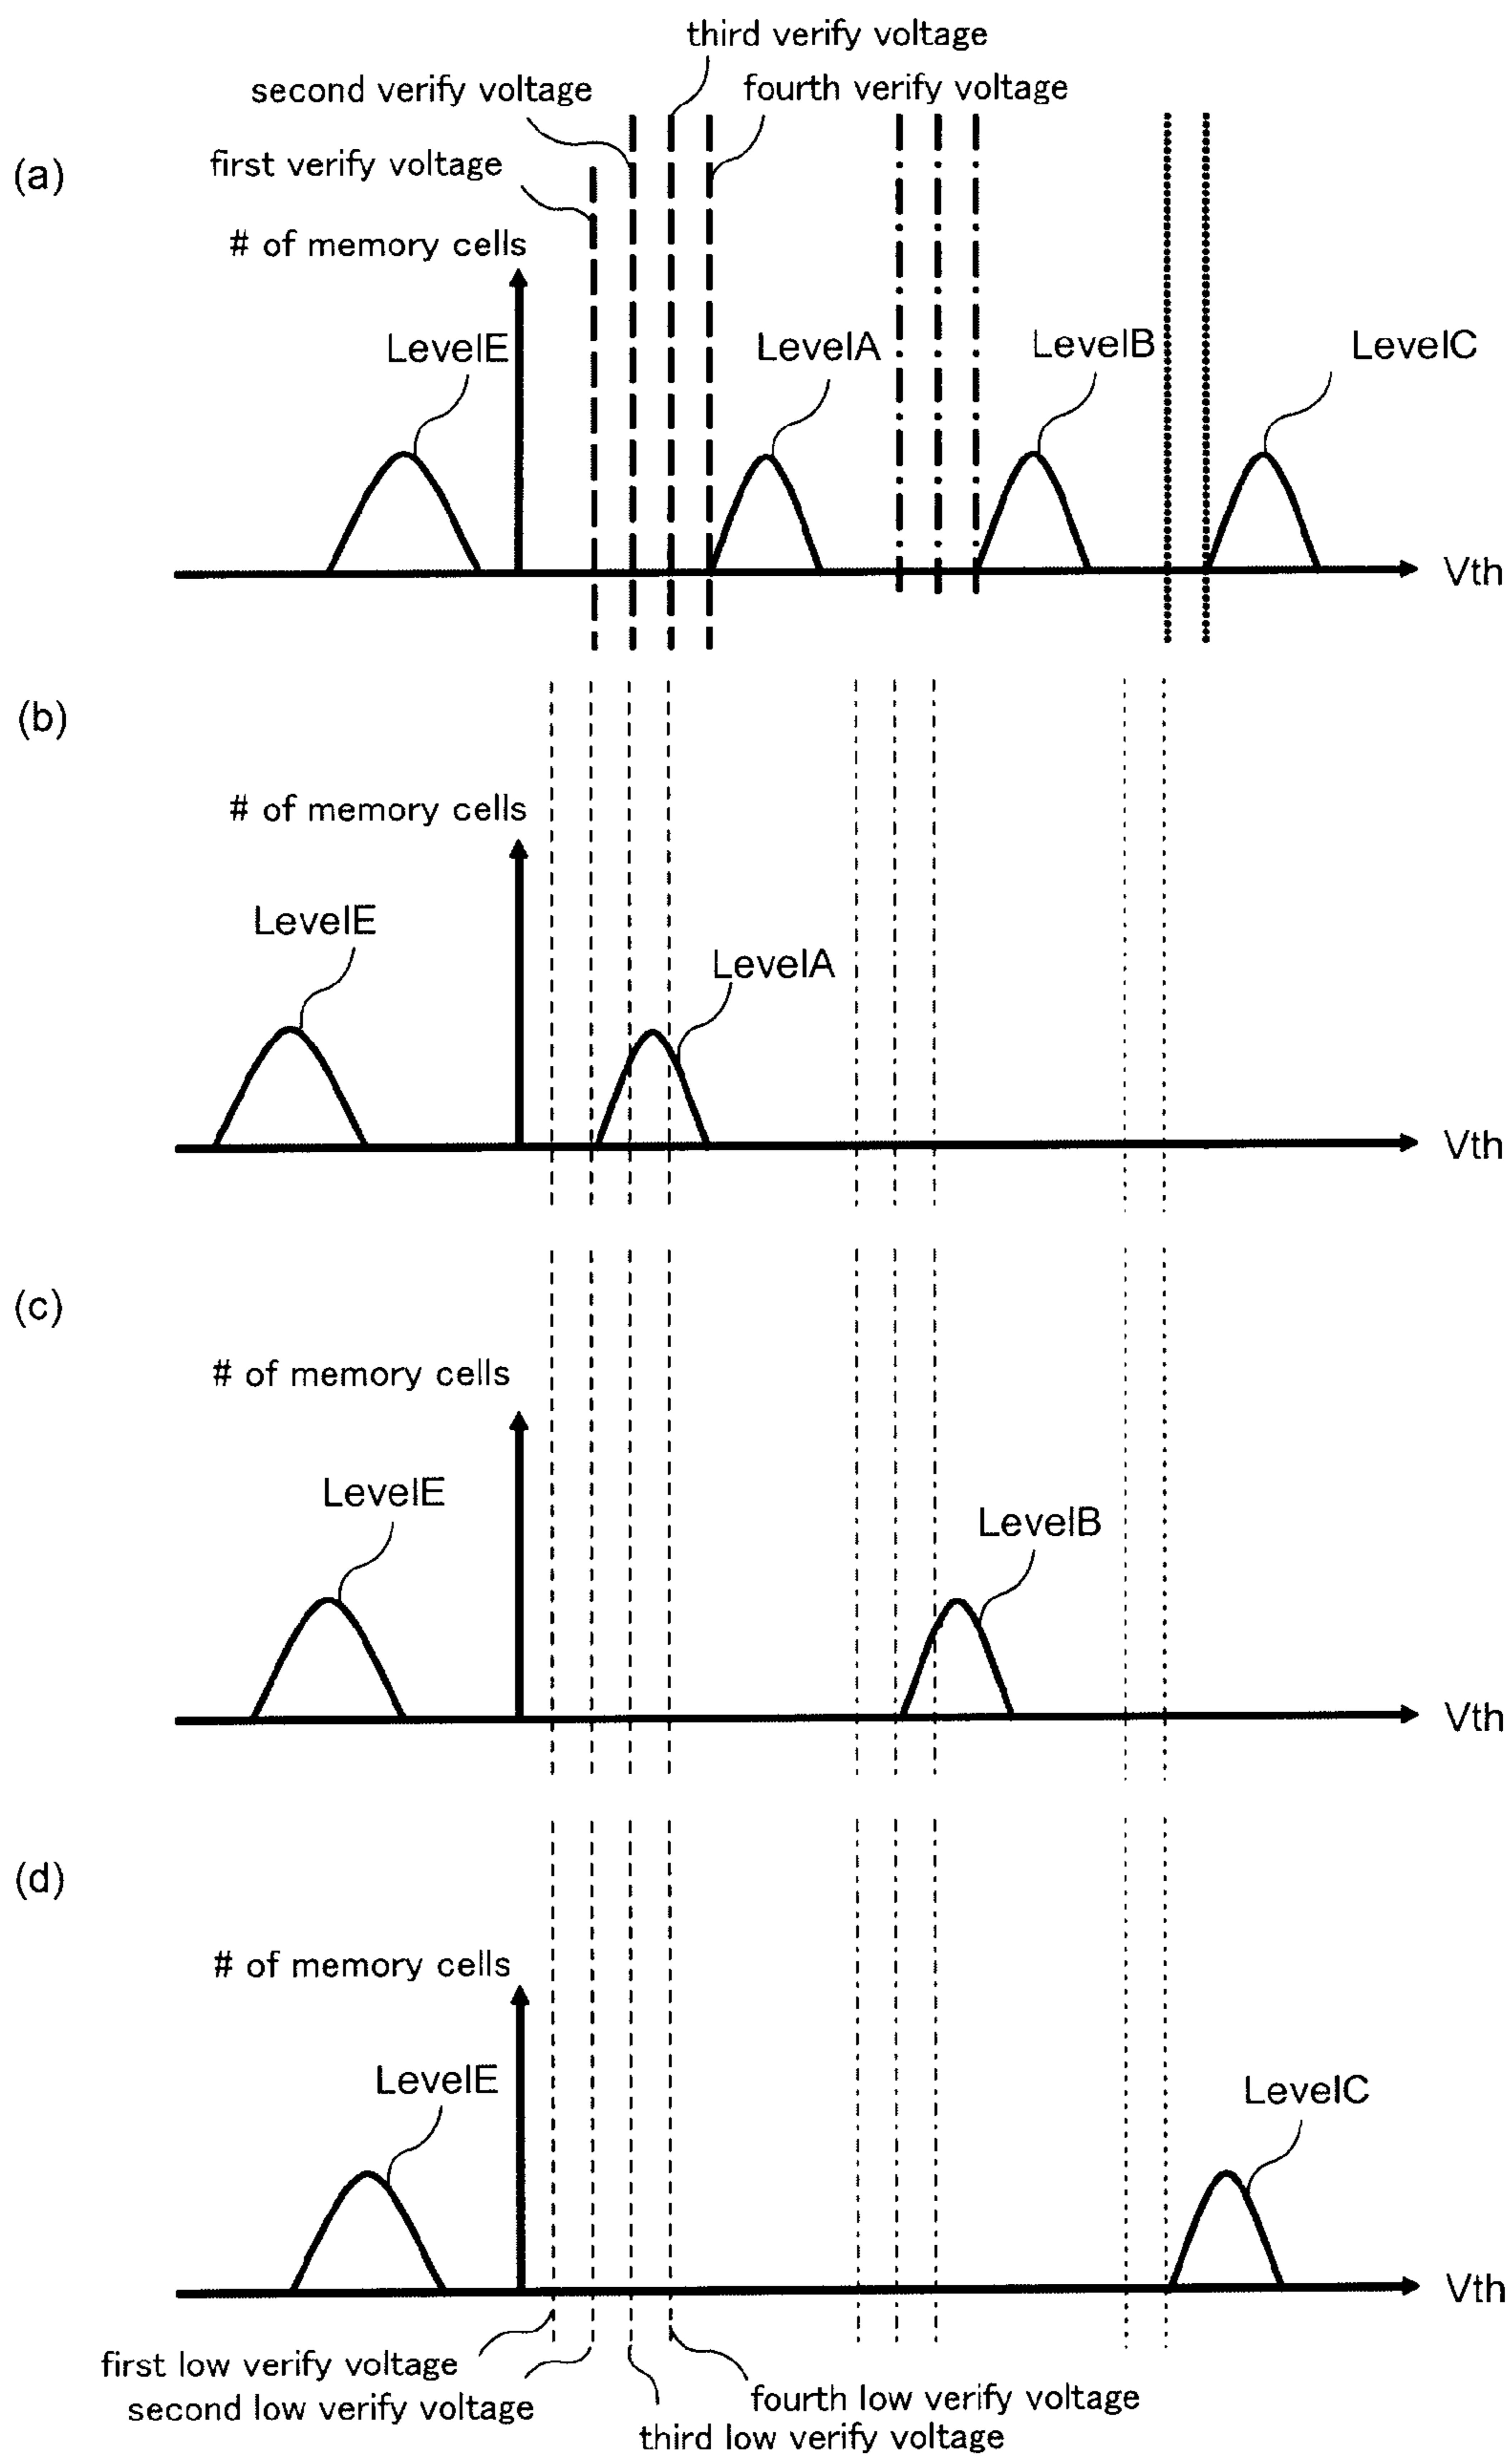 third verify voltage
second verify voltage
fourth verify voltage
(a)
first verify voltage
# of memory cells
LevelE
LevelA
LevelB
LevelC
Vth
(b)
# of memory cells
LevelE
LevelA
Vth
(c)
# of memory cells
LevelE
LevelB
Vth
(d)
# of memory cells
LevelE
LevelC
Vth
first low verify voltage
second low verify voltage
fourth low verify voltage
third low verify voltage